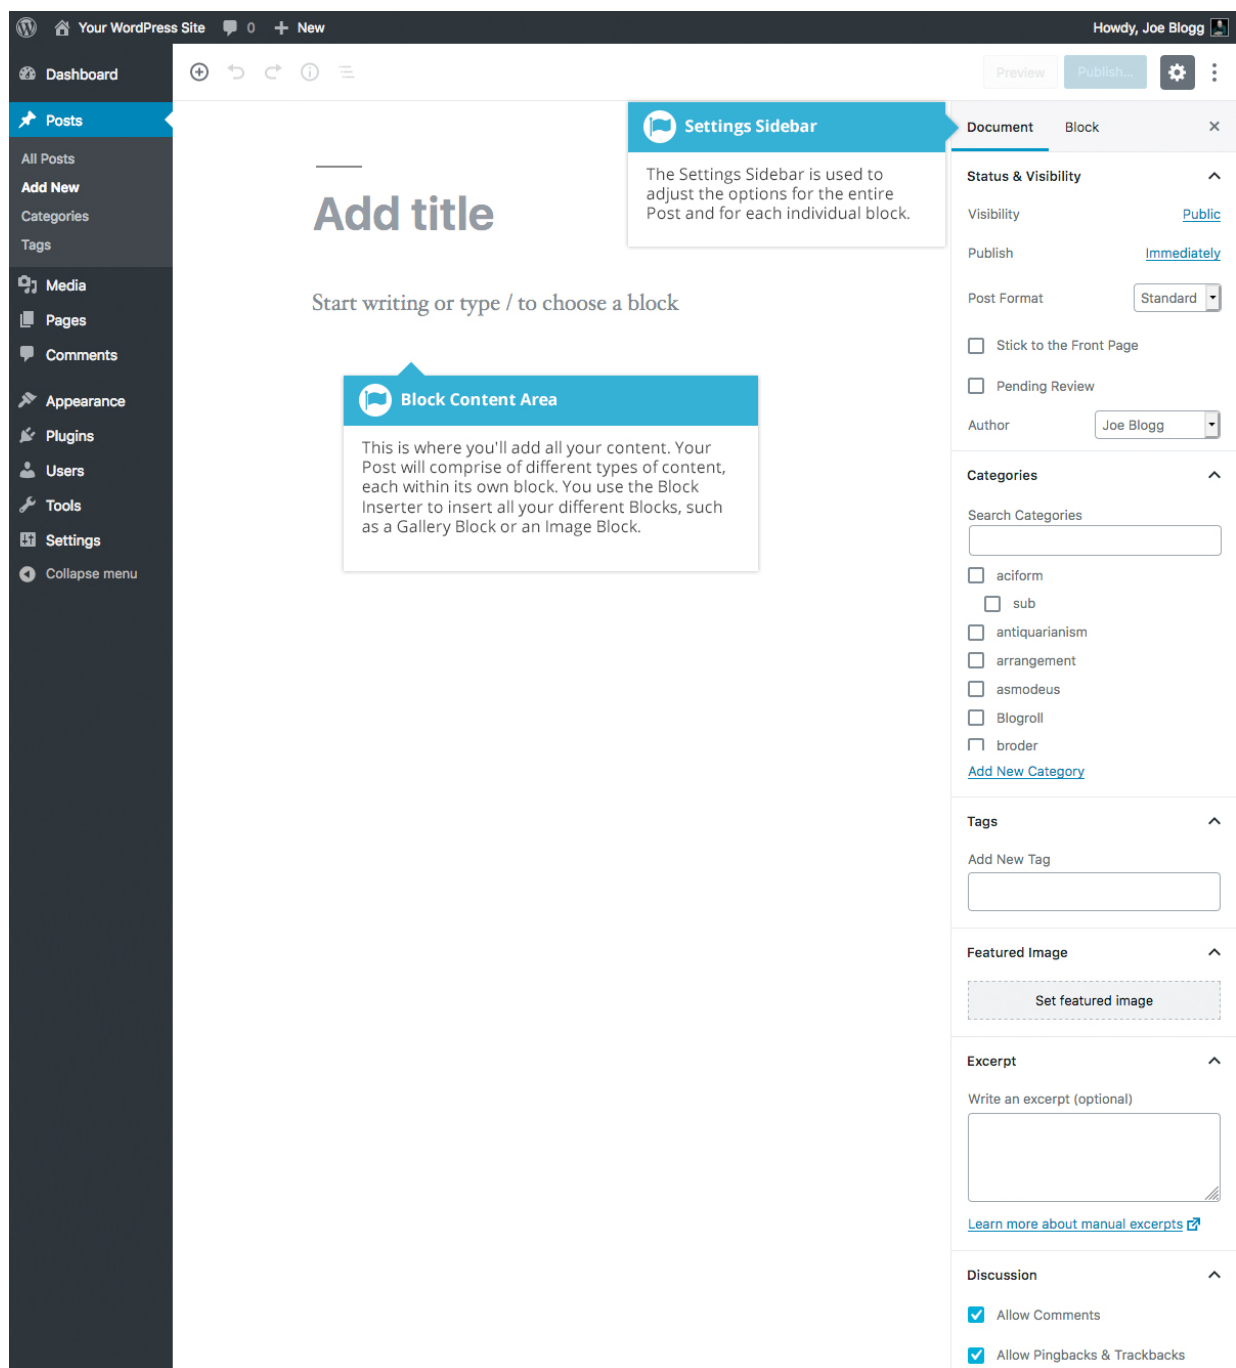 Your WordPress Site 0 New
Howdy, Joe Blogg
Dashboard
Posts
All Posts
Add New
Categories
Tags
Media
Pages
Comments
Appearance
Plugins
Users
Tools
Settings
Collapse menu
Preview
Publish...
Add title
Start writing or type / to choose a block
Settings Sidebar
The Settings Sidebar is used to
adjust the options for the entire
Post and for each individual block.
Block Content Area
This is where you'll add all your content. Your
Post will comprise of different types of content,
each within its own block. You use the Block
Inserter to insert all your different Blocks, such
as a Gallery Block or an Image Block.
Document Block
Status & Visibility
Visibility Public
Publish Immediately
Post Format Standard
Stick to the Front Page
Pending Review
Author Joe Blogg
Categories
Search Categories
aciform
sub
antiquarianism
arrangement
asmodeus
Blogroll
broder
Add New Category
Tags
Add New Tag
Featured Image
Set featured image
Excerpt
Write an excerpt (optional)
Learn more about manual excerpts
Discussion
Allow Comments
Allow Pingbacks & Trackbacks